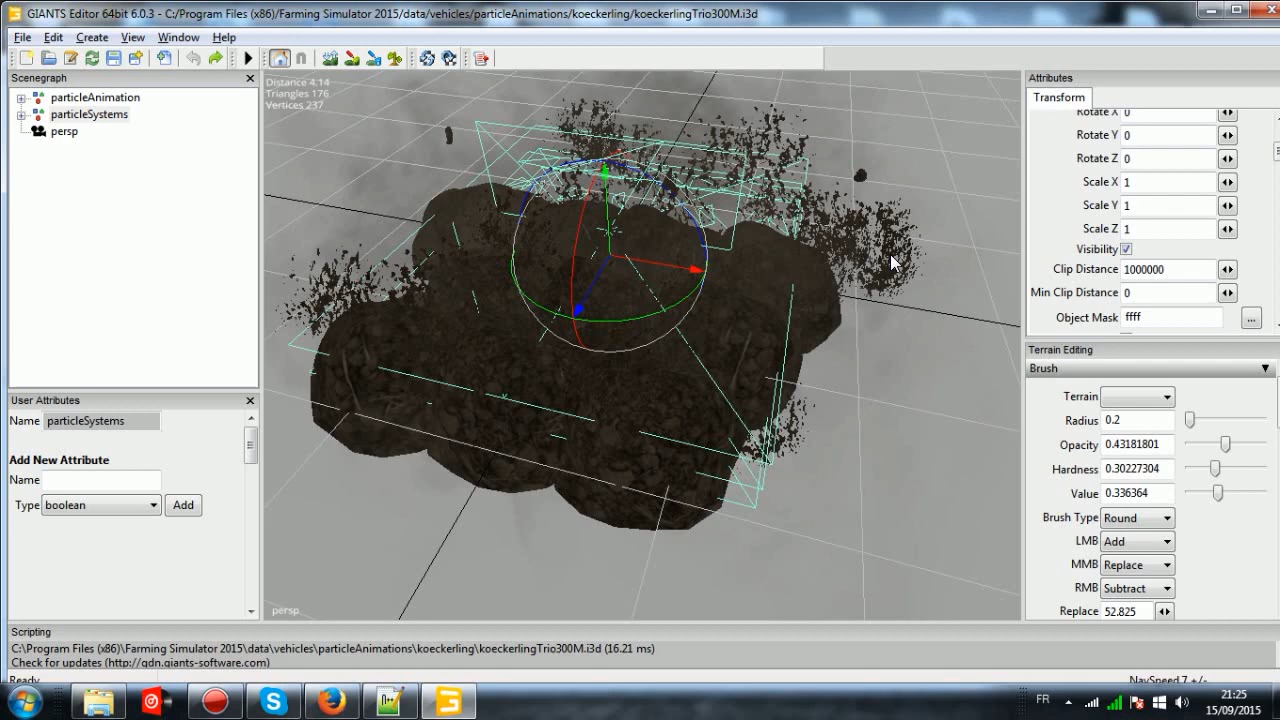 GIANTS Editor 64bit 6.0.3 - C:/Program Files (x86)/Farming Simulator 2015/data/vehicles/particleAnimations/koeckerling/koeckerlingTrio300M.i3d
File Edit Create View Window Help
Scenegraph
particleAnimation
particleSystems
persp
User Attributes
Name particleSystems
Add New Attribute
Name
Type boolean Add
Distance 4.14
Triangles 176
Vertices 237
persp
Attributes
Transform
Rotate X 0
Rotate Y 0
Rotate Z 0
Scale X 1
Scale Y 1
Scale Z 1
Visibility
Clip Distance 1000000
Min Clip Distance 0
Object Mask ffff ...
Terrain Editing
Brush
Terrain
Radius 0.2
Opacity 0.43181801
Hardness 0.30227304
Value 0.336364
Brush Type Round
LMB Add
MMB Replace
RMB Subtract
Replace 52.825
Scripting
C:\Program Files (x86)\Farming Simulator 2015\data\vehicles\particleAnimations\koeckerling\koeckerlingTrio300M.i3d (16.21 ms)
Check for updates (http://gdn.giants-software.com)
Ready NavSpeed 7 +/-
FR 21:25
15/09/2015